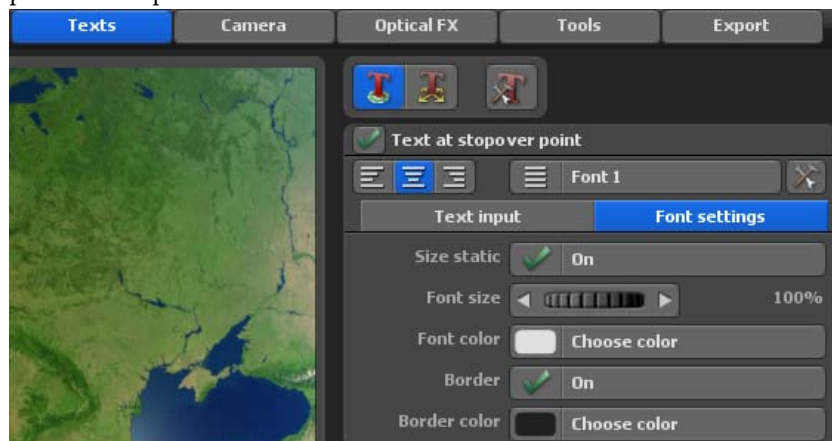 Texts Camera Optical FX Tools Export
Text at stopover point
Font 1
Text input Font settings
Size static On
Font size 100%
Font color Choose color
Border On
Border color Choose color